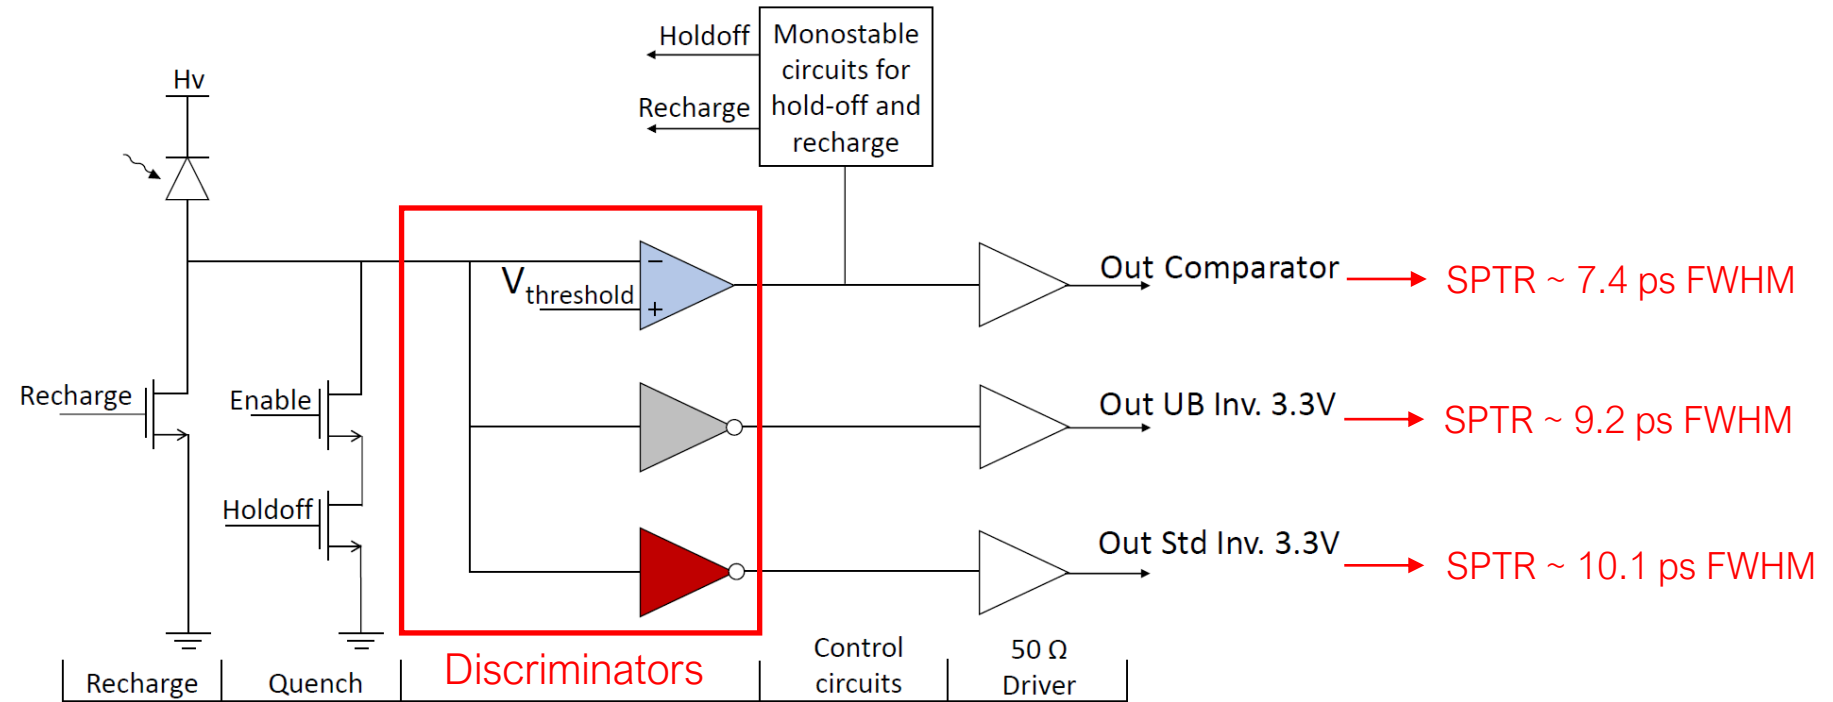 Holdoff
Recharge
Monostable
circuits for
hold-off and
recharge
Hv
Vthreshold
−
+
Out Comparator
SPTR ~ 7.4 ps FWHM
Recharge
Enable
Out UB Inv. 3.3V
SPTR ~ 9.2 ps FWHM
Holdoff
Out Std Inv. 3.3V
SPTR ~ 10.1 ps FWHM
Recharge
Quench
Discriminators
Control
circuits
50 Ω
Driver